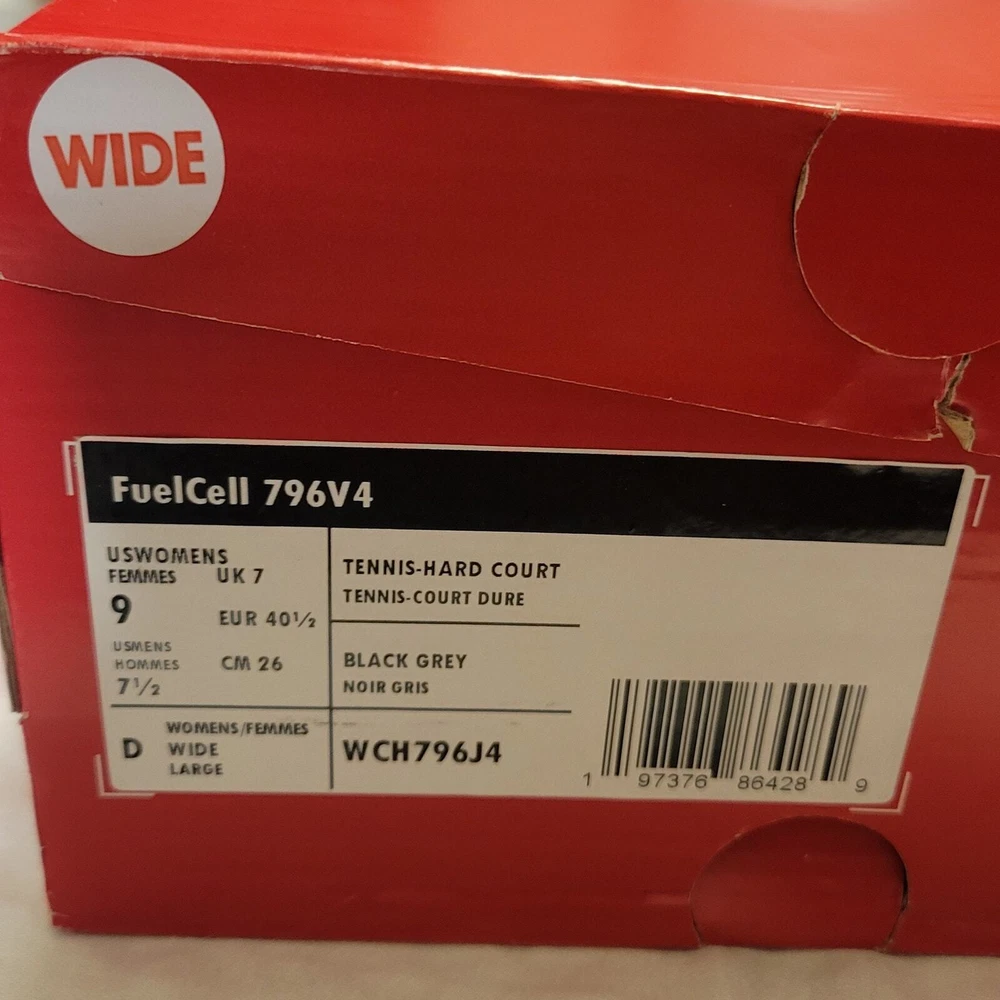 WIDE
FuelCell 796V4
USWOMENS
FEMMES UK 7
9 EUR 40½
USMENS
HOMMES CM 26
7½
TENNIS-HARD COURT
TENNIS-COURT DURE
BLACK GREY
NOIR GRIS
WOMENS/FEMMES
D WIDE
LARGE
WCH796J4
1 97376 86428 9